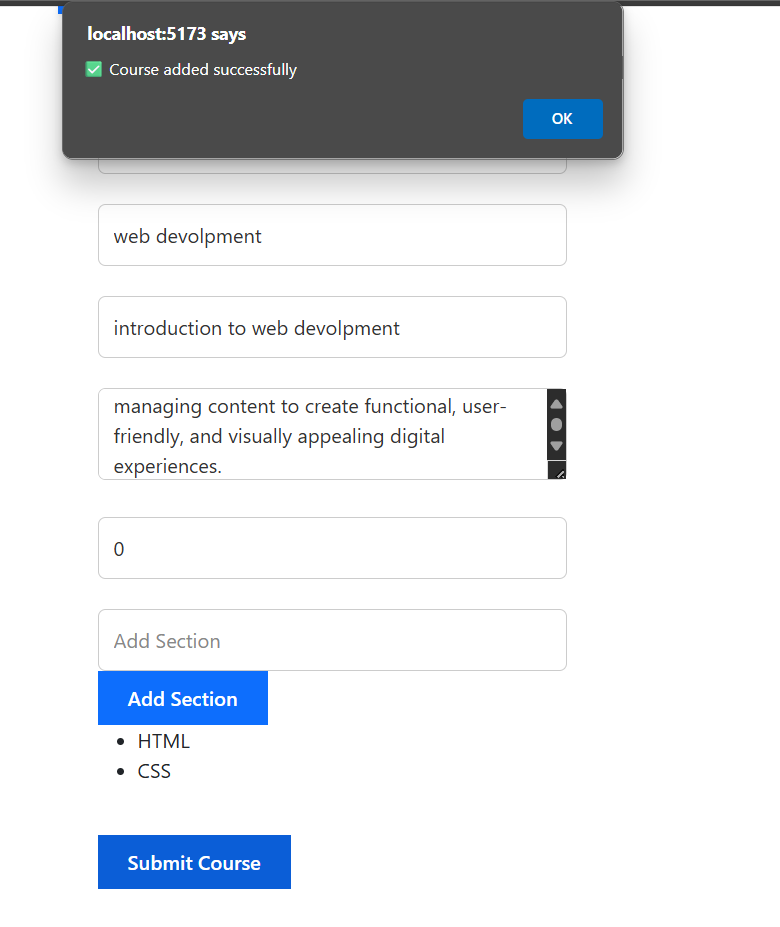 localhost:5173 says
✅ Course added successfully
OK
web devolpment
introduction to web devolpment
managing content to create functional, user-
friendly, and visually appealing digital
experiences.
0
Add Section
Add Section
• HTML
• CSS
Submit Course